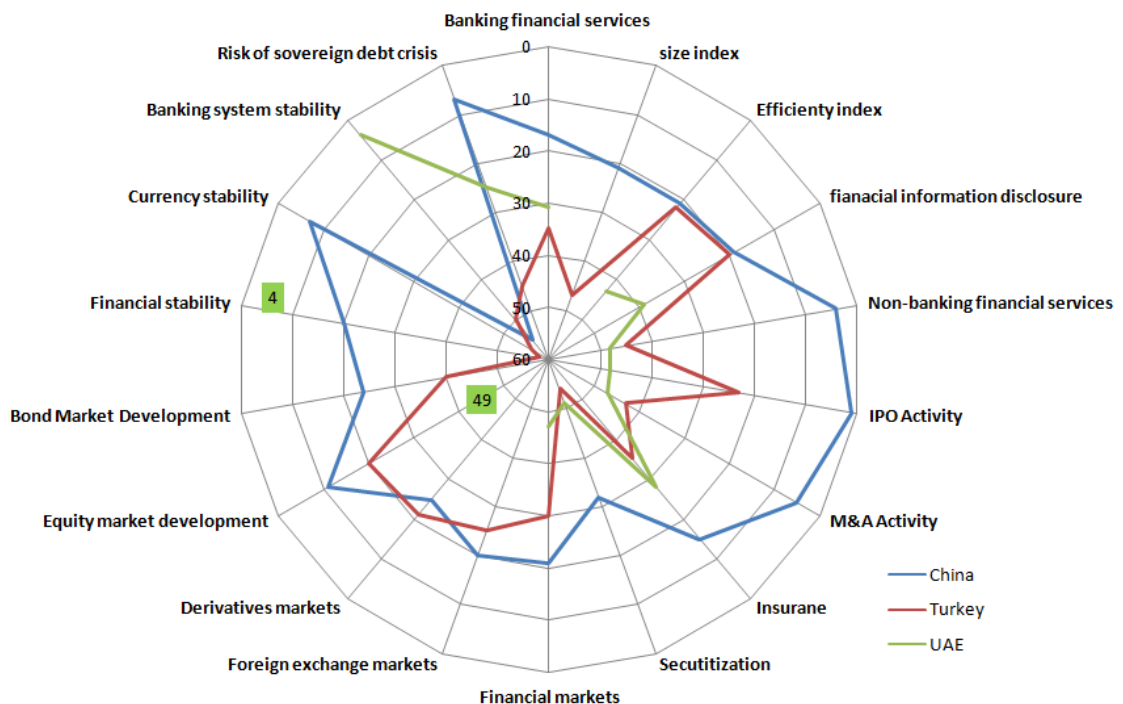 Banking financial services
Risk of sovereign debt crisis
0
size index
Banking system stability
10
Efficienty index
20
Currency stability
30
fianacial information disclosure
40
Financial stability
4
50
Non-banking financial services
60
49
Bond Market Development
IPO Activity
Equity market development
M&A Activity
China
Derivatives markets
Insurane
Turkey
UAE
Foreign exchange markets
Secutitization
Financial markets